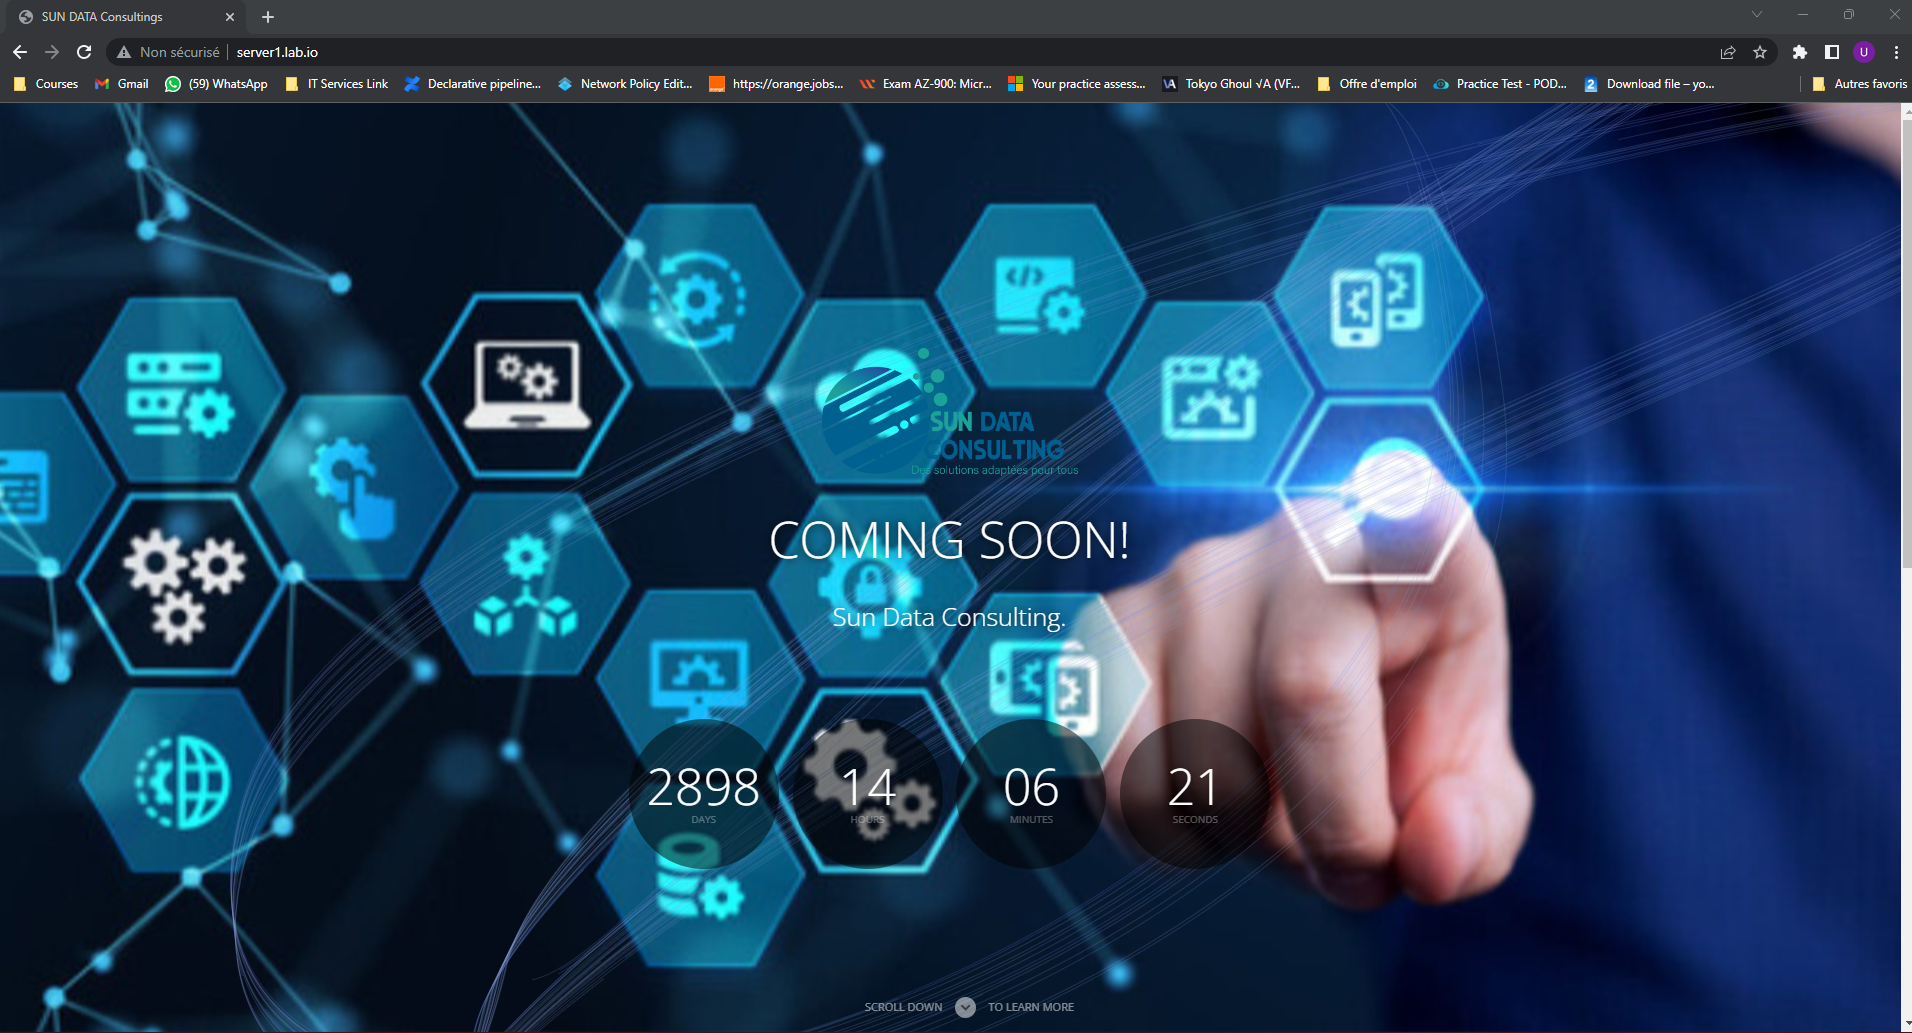 SUN DATA Consultings
Non sécurisé
server1.lab.io
U
Courses
Gmail
(59) WhatsApp
IT Services Link
Declarative pipeline...
Network Policy Edit...
https://orange.jobs...
Exam AZ-900: Micr...
Your practice assess...
Tokyo Ghoul √A (VF...
Offre d'emploi
Practice Test - POD...
Download file – yo...
Autres favoris
SUN DATA
CONSULTING
Des solutions adaptées pour tous
COMING SOON!
Sun Data Consulting.
2898
DAYS
14
HOURS
06
MINUTES
21
SECONDS
SCROLL DOWN
TO LEARN MORE